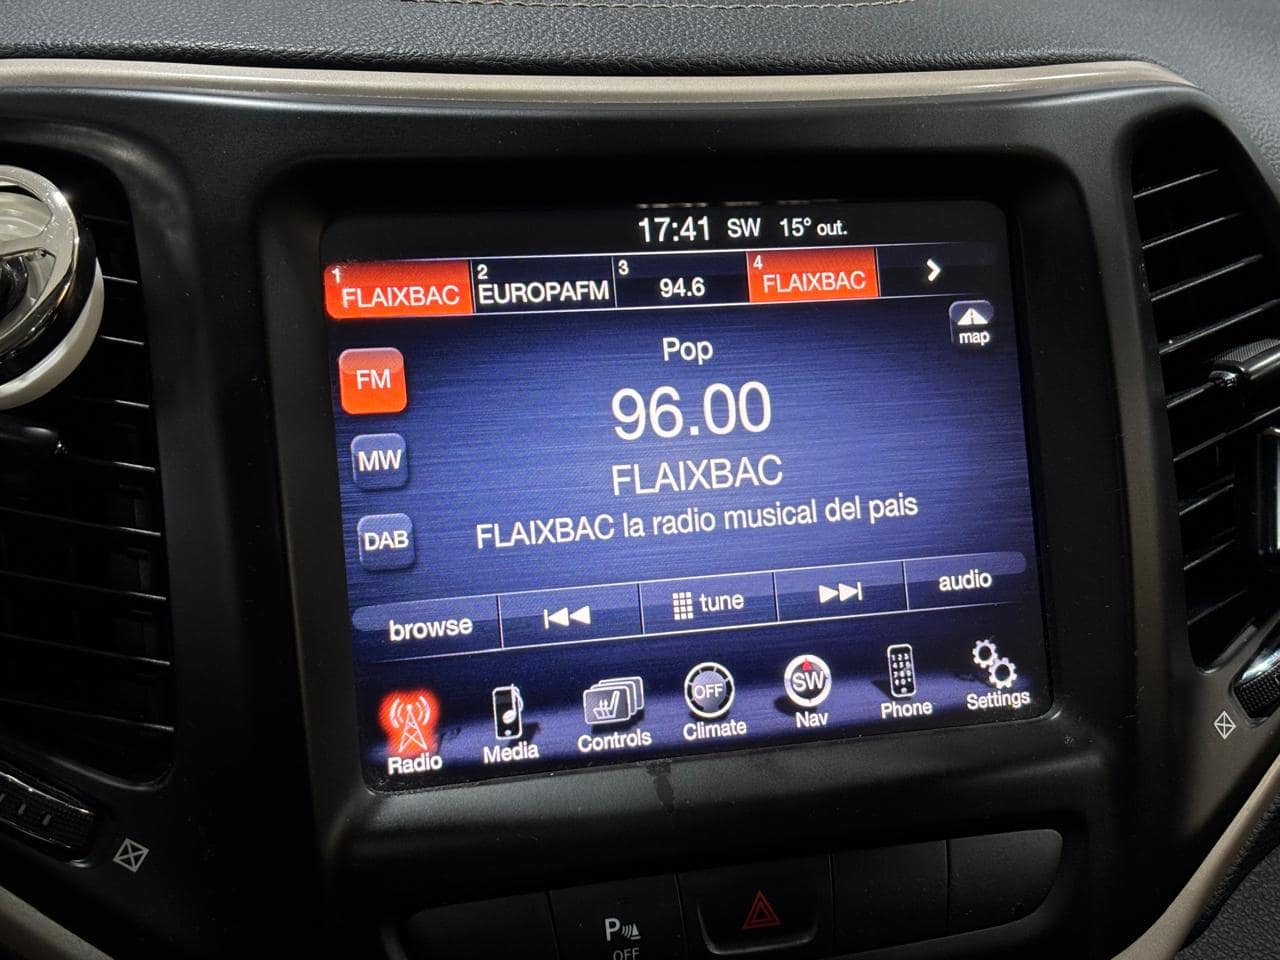 17:41 SW 15° out.
1 FLAIXBAC 2 EUROPAFM 3 94.6 4 FLAIXBAC
map
Pop
FM
96.00
MW
FLAIXBAC
DAB
FLAIXBAC la radio musical del pais
browse tune audio
OFF SW
Radio Media Controls Climate Nav Phone Settings
P
OFF